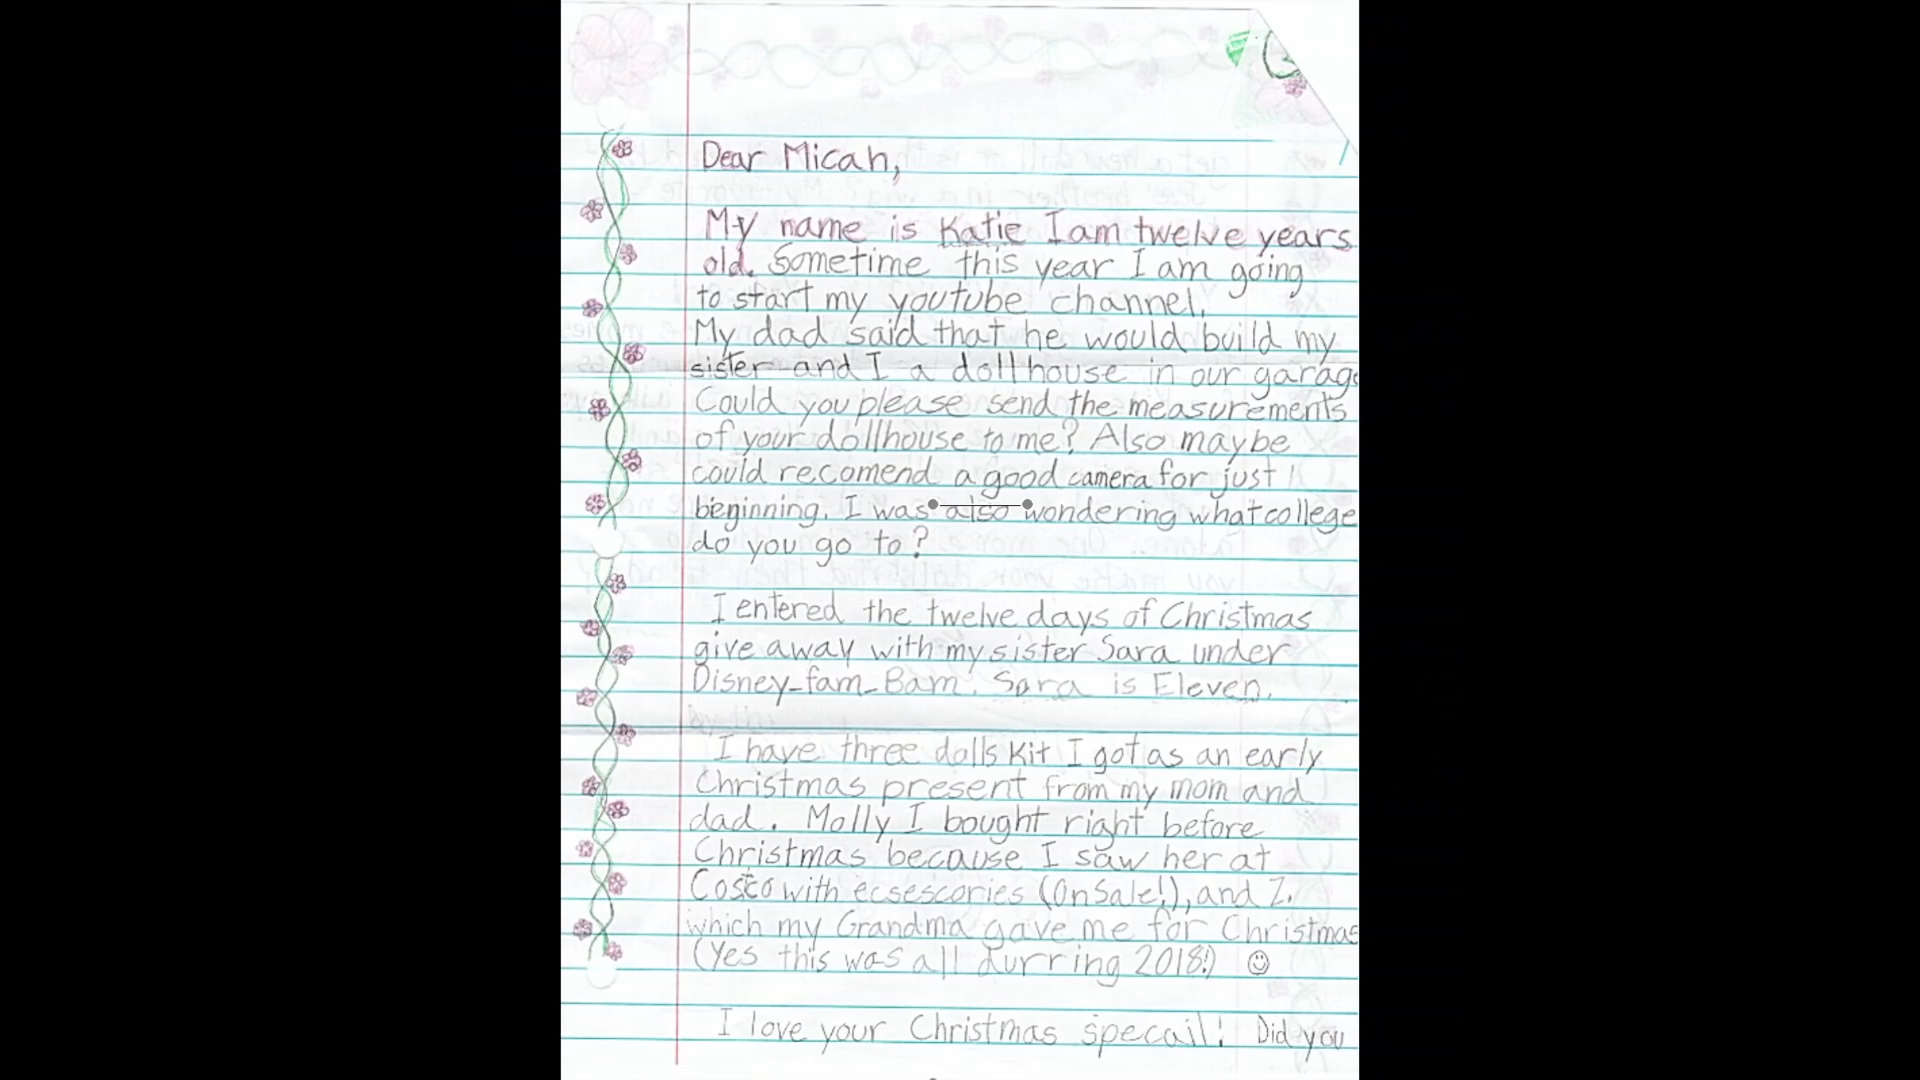 Dear Micah,
My name is Katie I am twelve years
old. Sometime this year I am going
to start my youtube channel.
My dad said that he would build my
sister and I a dollhouse in our garage
Could you please send the measurements
of your dollhouse to me? Also maybe
could recomend a good camera for just
beginning. I was also wondering what college
do you go to?
I entered the twelve days of Christmas
give away with my sister Sara under
Disney_fam_Bam. Sara is Eleven.
I have three dolls Kit I got as an early
Christmas present from my mom and
dad. Molly I bought right before
Christmas because I saw her at
Costco with ecsescories (On Sale!), and Z.
which my Grandma gave me for Christmas
(Yes this was all durring 2018!) ☺
I love your Christmas specail! Did you